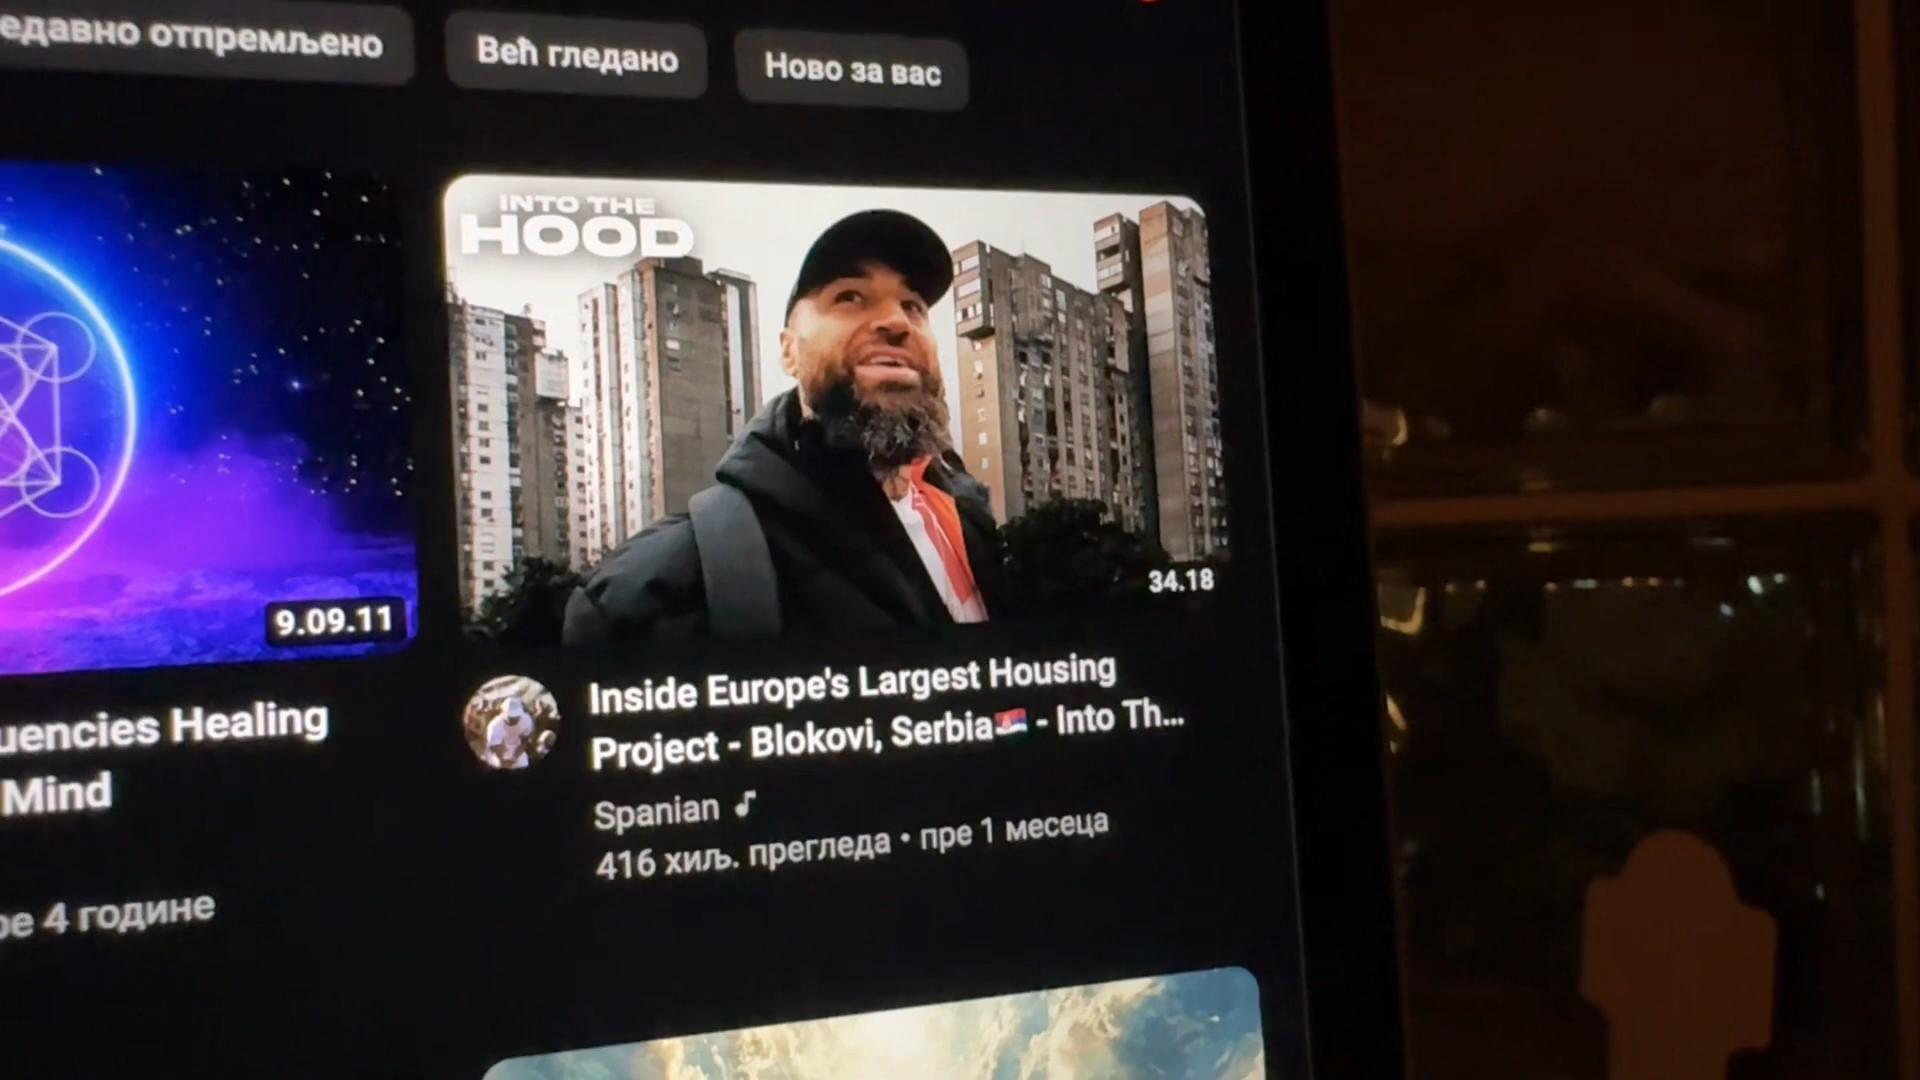 едавно отпремљено
Већ гледано
Ново за вас
INTO THE
HOOD
34.18
9.09.11
uencies Healing
Mind
ре 4 године
Inside Europe's Largest Housing
Project - Blokovi, Serbia🇷🇸 - Into Th...
Spanian ♪
416 хиљ. прегледа • пре 1 месеца